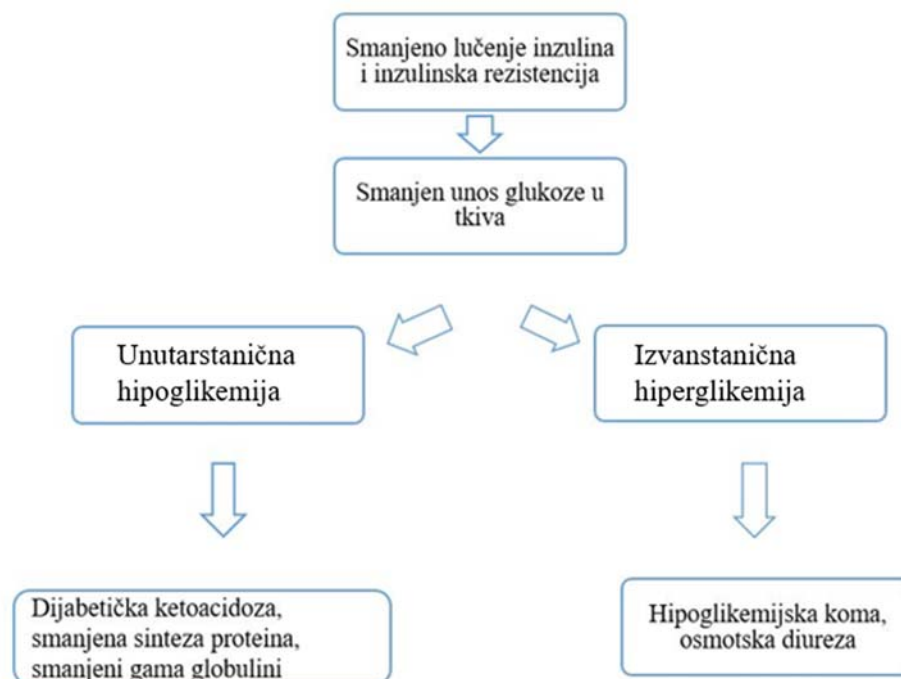 Smanjeno lučenje inzulina
i inzulinska rezistencija
Smanjen unos glukoze u
tkiva
Unutarstanična
hipoglikemija
Izvanstanična
hiperglikemija
Dijabetička ketoacidoza,
smanjena sinteza proteina,
smanjeni gama globulini
Hipoglikemijska koma,
osmotska diureza